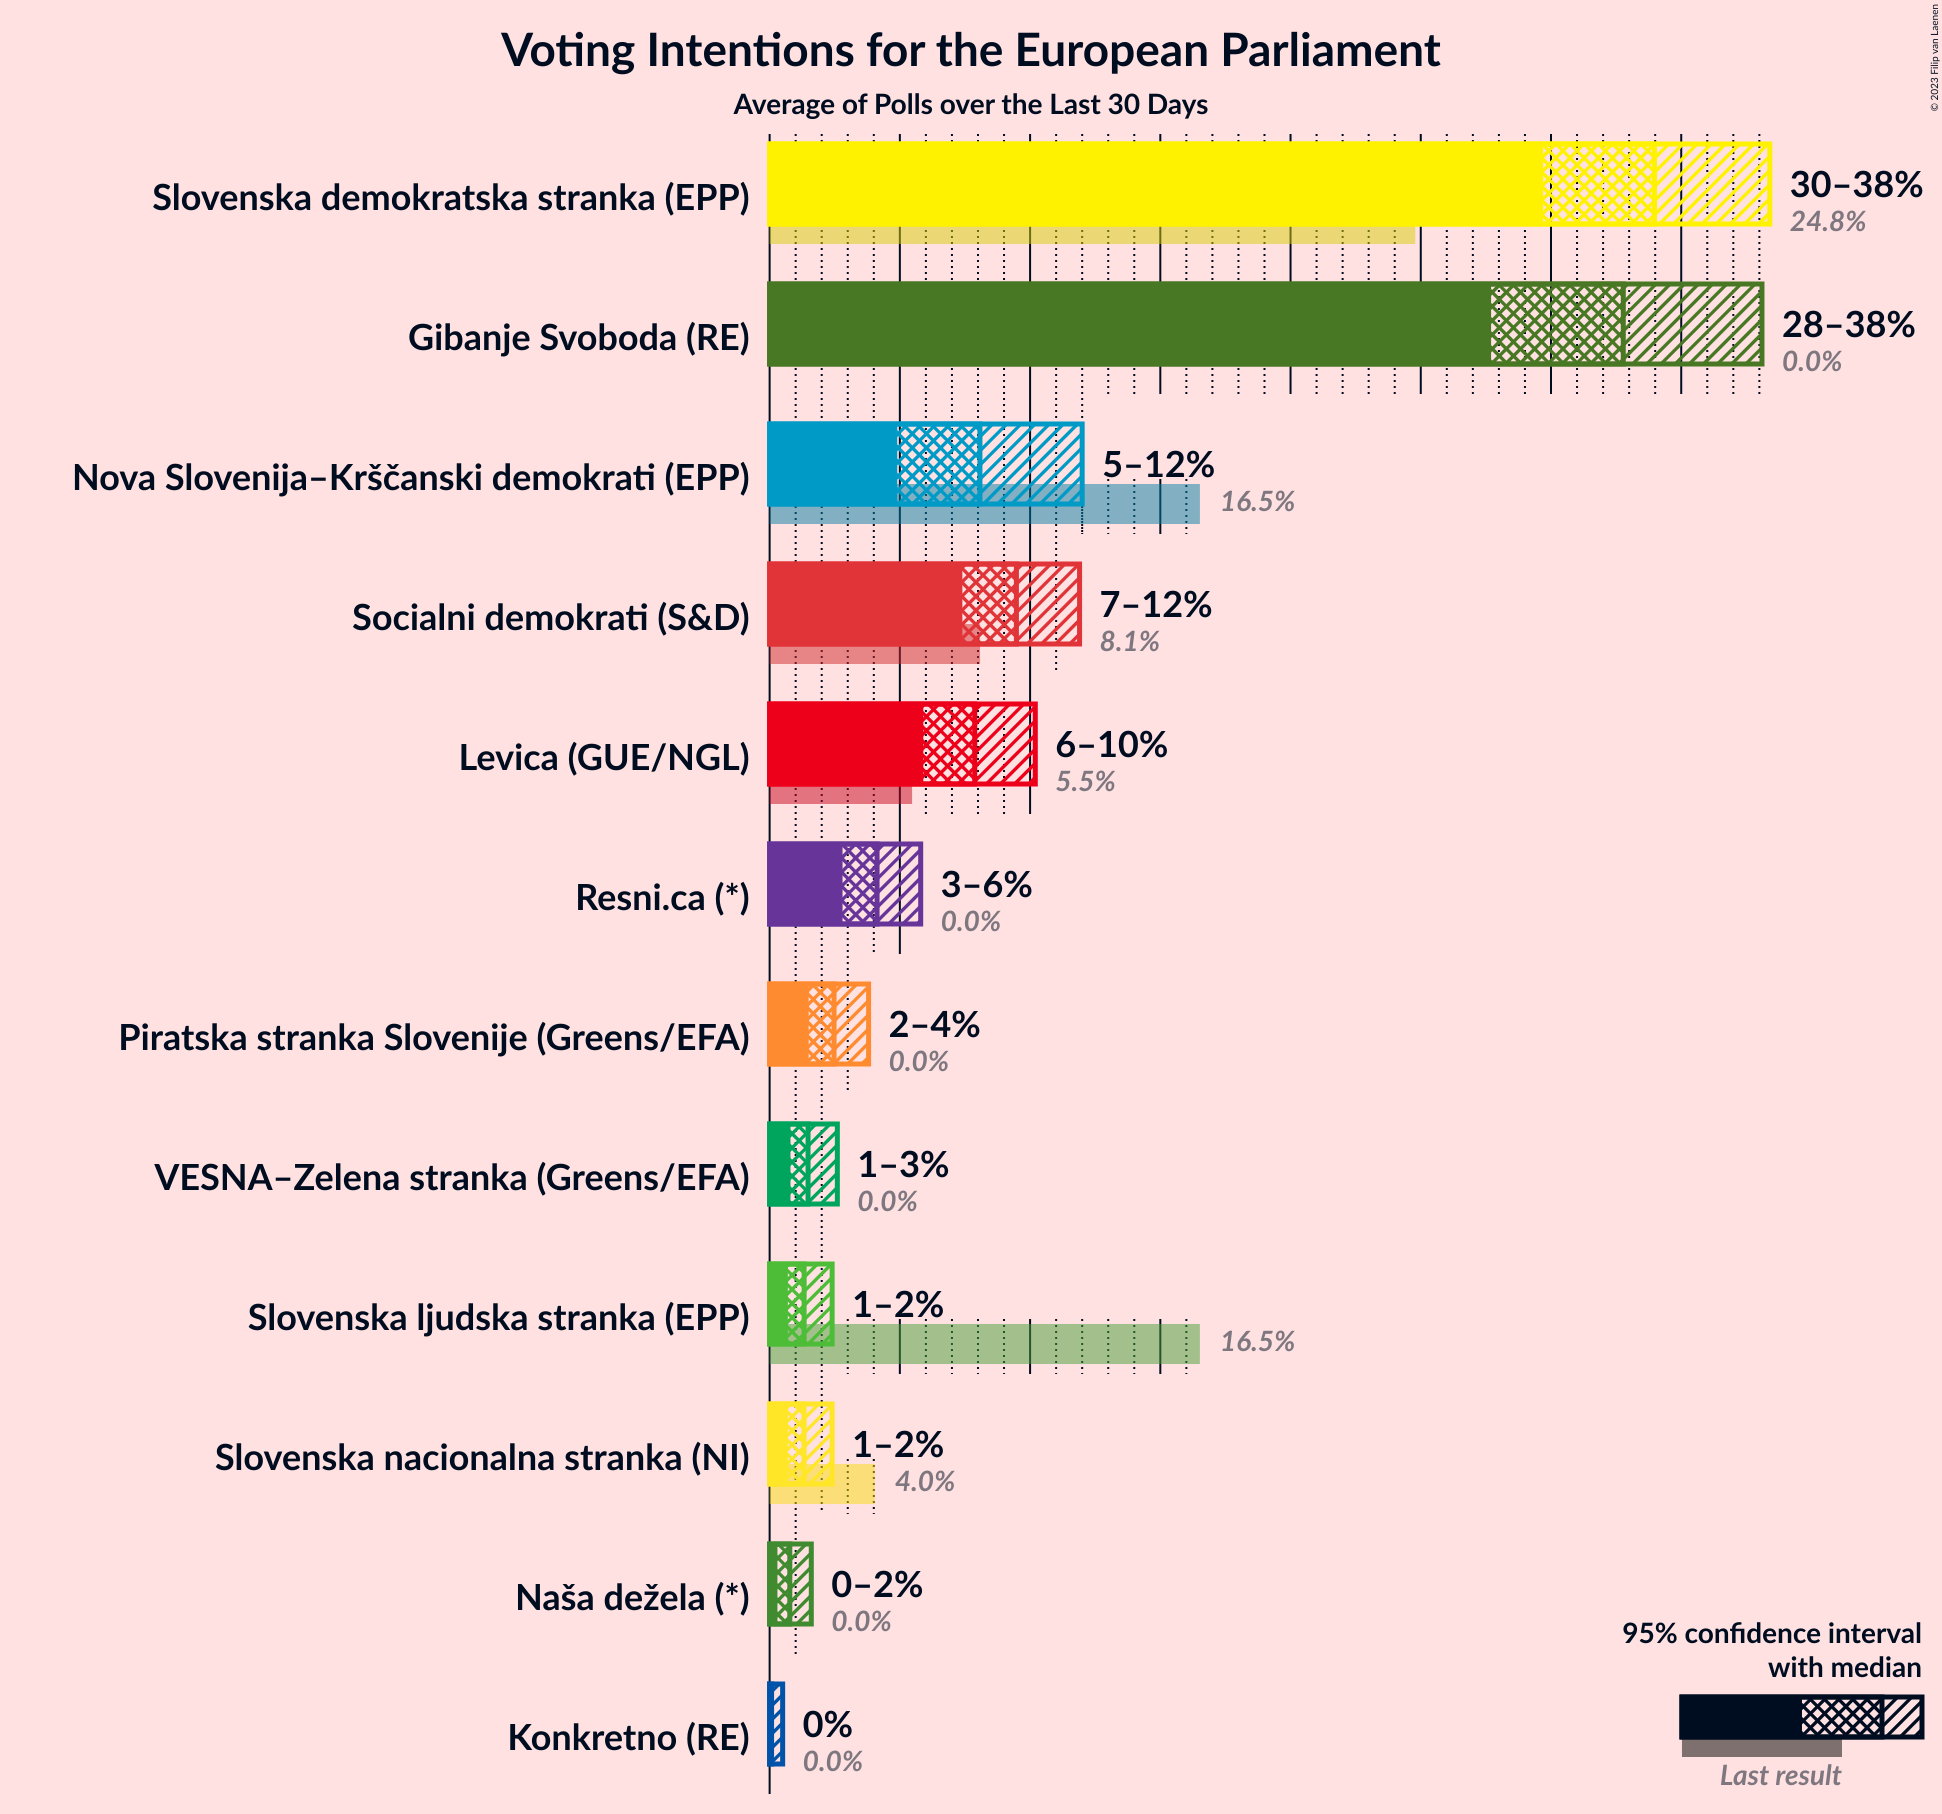 Voting Intentions for the European Parliament
Average of Polls over the Last 30 Days
© 2023 Filip van Laenen
Slovenska demokratska stranka (EPP)
30–38%
24.8%
Gibanje Svoboda (RE)
28–38%
0.0%
Nova Slovenija–Krščanski demokrati (EPP)
5–12%
16.5%
Socialni demokrati (S&D)
7–12%
8.1%
Levica (GUE/NGL)
6–10%
5.5%
Resni.ca (*)
3–6%
0.0%
Piratska stranka Slovenije (Greens/EFA)
2–4%
0.0%
VESNA–Zelena stranka (Greens/EFA)
1–3%
0.0%
Slovenska ljudska stranka (EPP)
1–2%
16.5%
Slovenska nacionalna stranka (NI)
1–2%
4.0%
Naša dežela (*)
0–2%
0.0%
Konkretno (RE)
0%
0.0%
95% confidence interval
with median
Last result